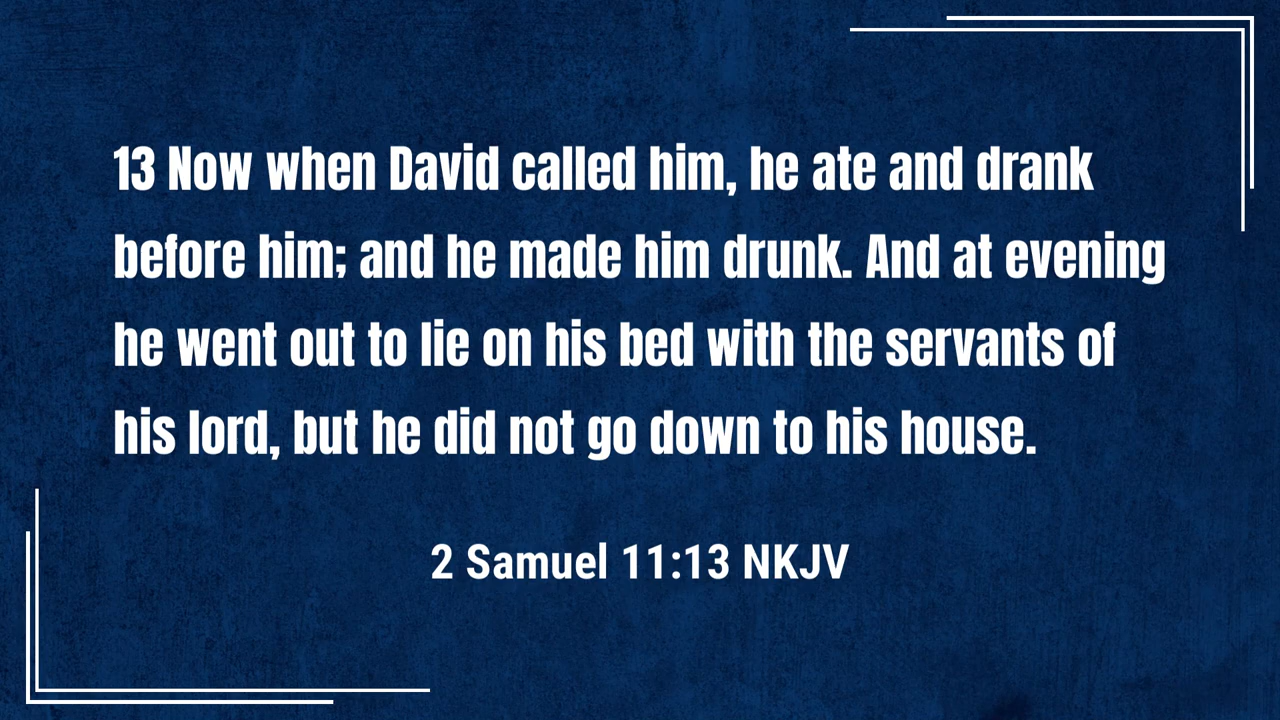 13 Now when David called him, he ate and drank
before him; and he made him drunk. And at evening
he went out to lie on his bed with the servants of
his lord, but he did not go down to his house.
2 Samuel 11:13 NKJV